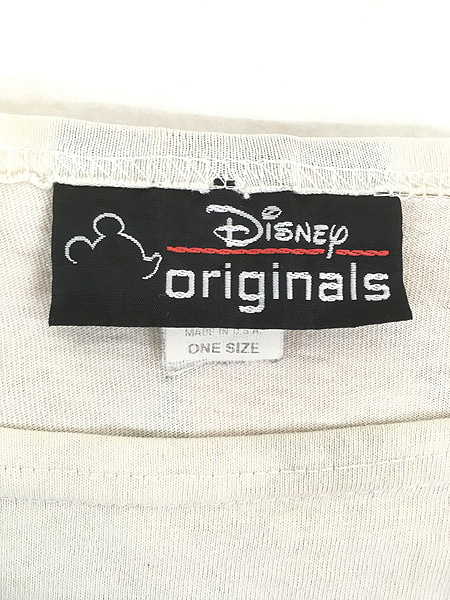 Disney
originals
MADE IN U.S.A.
ONE SIZE